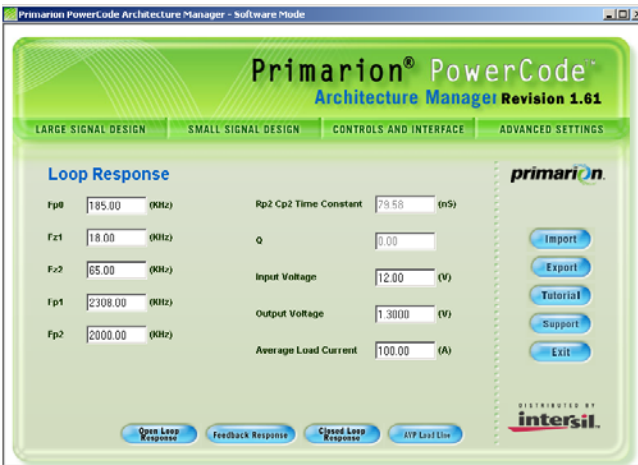 Primarion PowerCode Architecture Manager - Software Mode
Primarion® PowerCode™
Architecture Manager Revision 1.61
LARGE SIGNAL DESIGN SMALL SIGNAL DESIGN CONTROLS AND INTERFACE ADVANCED SETTINGS
Loop Response
primarion.
Fp0 185.00 (KHz) Rp2 Cp2 Time Constant 79.58 (nS)
Fz1 18.00 (KHz) Q 0.00
Import
Fz2 65.00 (KHz) Input Voltage 12.00 (V)
Export
Tutorial
Fp1 2308.00 (KHz) Output Voltage 1.3000 (V)
Support
Fp2 2000.00 (KHz) Average Load Current 100.00 (A)
Exit
DISTRIBUTED BY
intersil.
Open Loop Response Feedback Response Closed Loop Response AVP Load Line